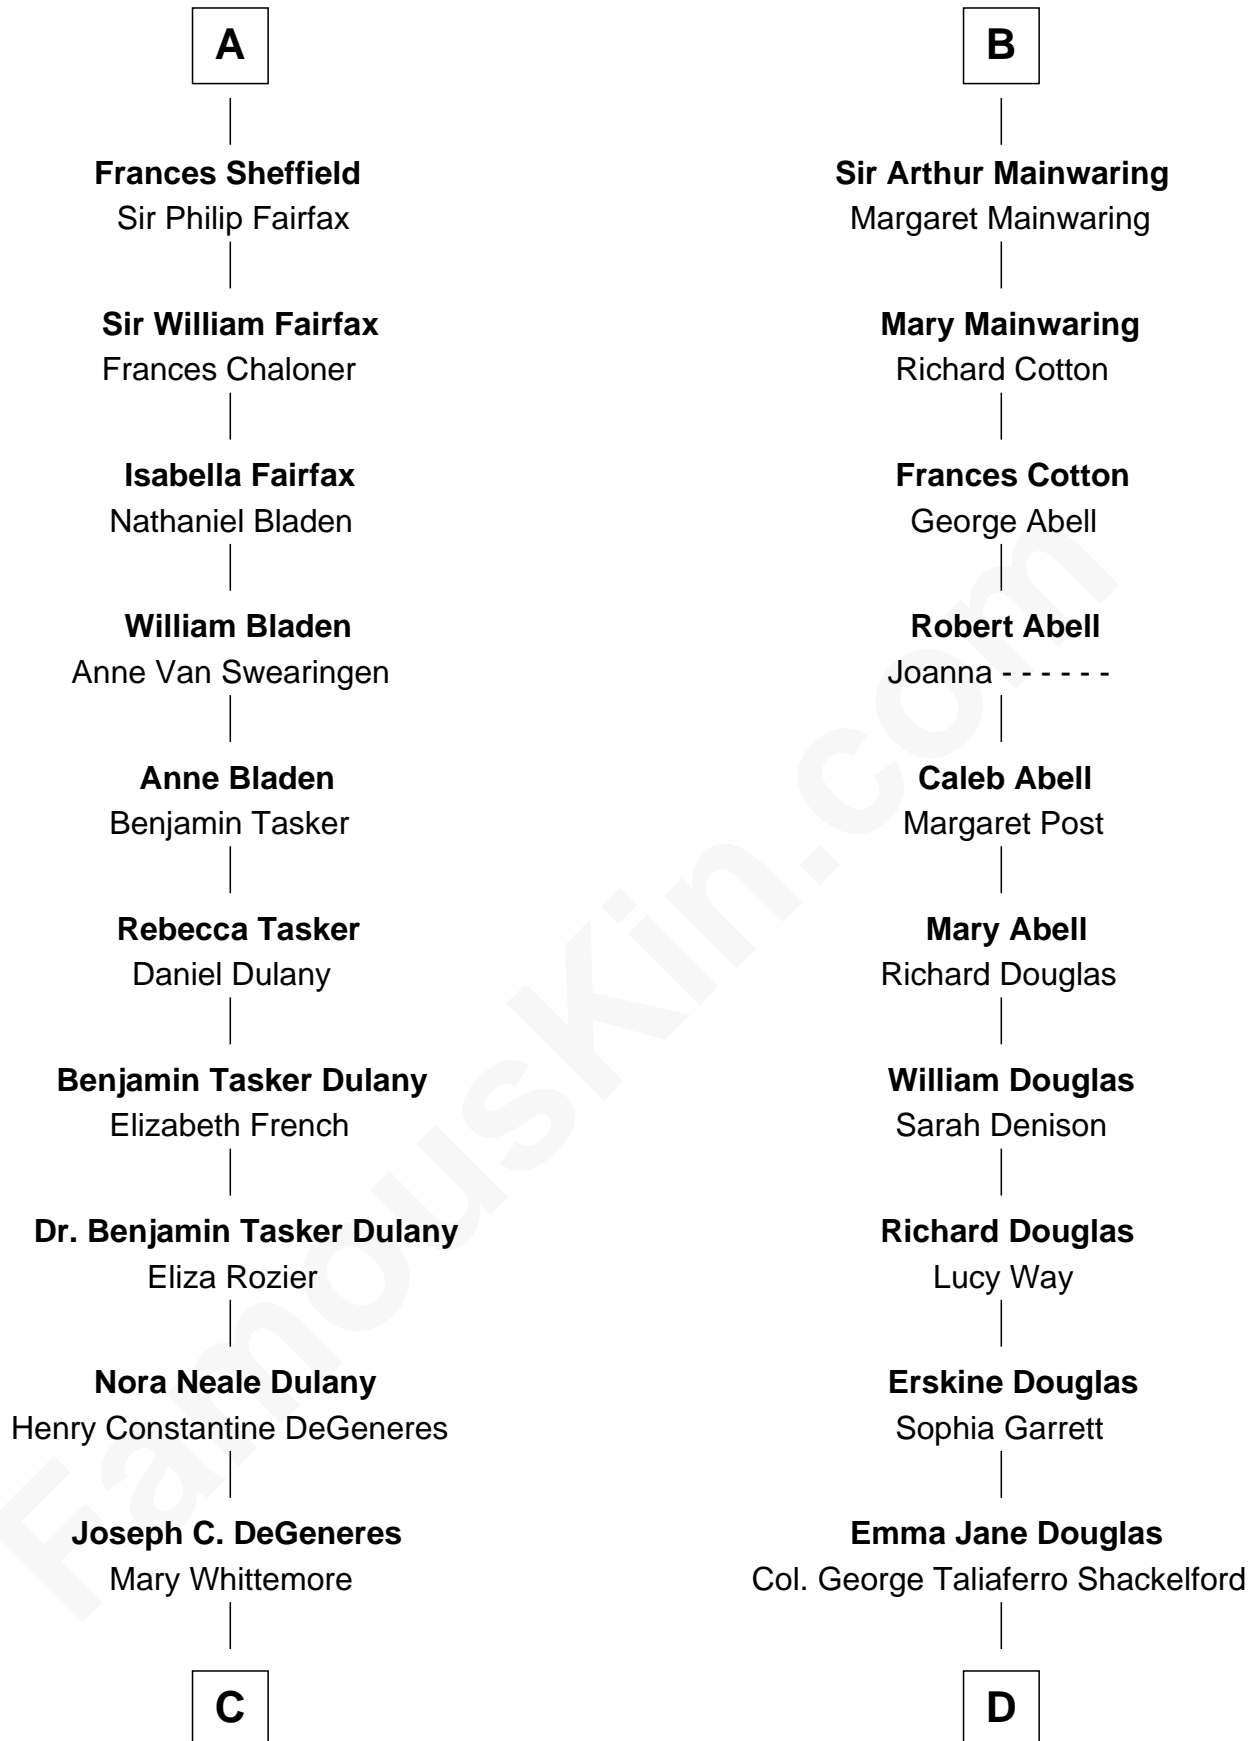 A
Frances Sheffield
Sir Philip Fairfax
Sir William Fairfax
Frances Chaloner
Isabella Fairfax
Nathaniel Bladen
William Bladen
Anne Van Swearingen
Anne Bladen
Benjamin Tasker
Rebecca Tasker
Daniel Dulany
Benjamin Tasker Dulany
Elizabeth French
Dr. Benjamin Tasker Dulany
Eliza Rozier
Nora Neale Dulany
Henry Constantine DeGeneres
Joseph C. DeGeneres
Mary Whittemore
C
B
Sir Arthur Mainwaring
Margaret Mainwaring
Mary Mainwaring
Richard Cotton
Frances Cotton
George Abell
Robert Abell
Joanna - - - - - -
Caleb Abell
Margaret Post
Mary Abell
Richard Douglas
William Douglas
Sarah Denison
Richard Douglas
Lucy Way
Erskine Douglas
Sophia Garrett
Emma Jane Douglas
Col. George Taliaferro Shackelford
D
FamousKin.com